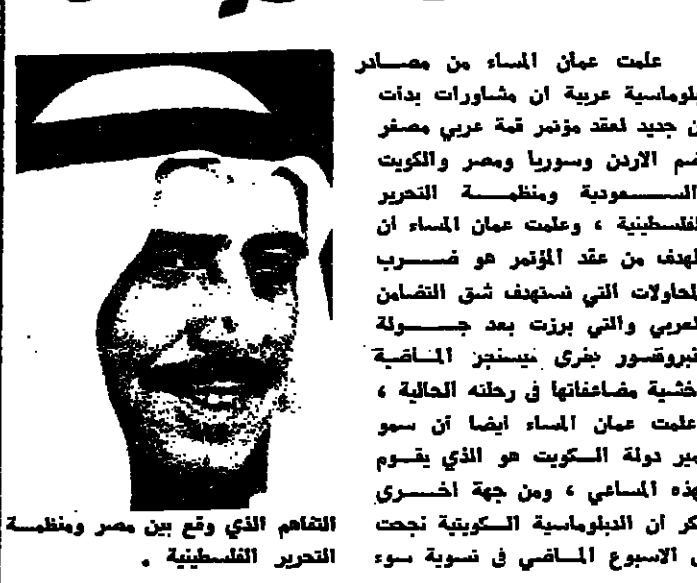 علمت عمان المساء من مصادر
بلوماسية عربية ان مشاورات بدات
ن جديد لعقد مؤتمر قمة عربي مصغر
ضم الاردن وسوريا ومصر والكويت
السعودية ومنظمة التحرير
لفلسطينية ، وعلمت عمان المساء ان
لهدف من عقد المؤتمر هو ضرب
لمحاولات التي تستهدف شق التضامن
لعربي والتي برزت بعد جولة
لبروفسور هنري كيسنجر الماضية
خشية مضاعفاتها في رحلته الحالية ،
علمت عمان المساء ايضا ان سمو
مير دولة الكويت هو الذي يقوم
هذه المساعي ، ومن جهة اخرى
كر ان الدبلوماسية الكويتية نجحت
الاسبوع الماضي في تسوية سوء
التفاهم الذي وقع بين مصر ومنظمة
التحرير الفلسطينية .